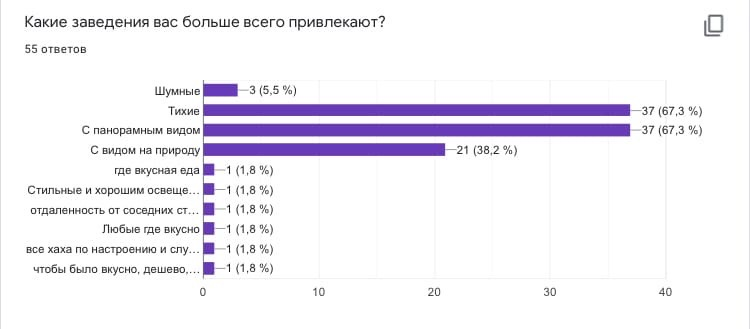 Какие заведения вас больше всего привлекают?
55 ответов
Шумные 3 (5,5 %)
Тихие 37 (67,3 %)
С панорамным видом 37 (67,3 %)
С видом на природу 21 (38,2 %)
где вкусная еда 1 (1,8 %)
Стильные и хорошим освеще... 1 (1,8 %)
отдаленность от соседних ст... 1 (1,8 %)
Любые где вкусно 1 (1,8 %)
все хаха по настроению и слу... 1 (1,8 %)
чтобы было вкусно, дешево,... 1 (1,8 %)
0 10 20 30 40